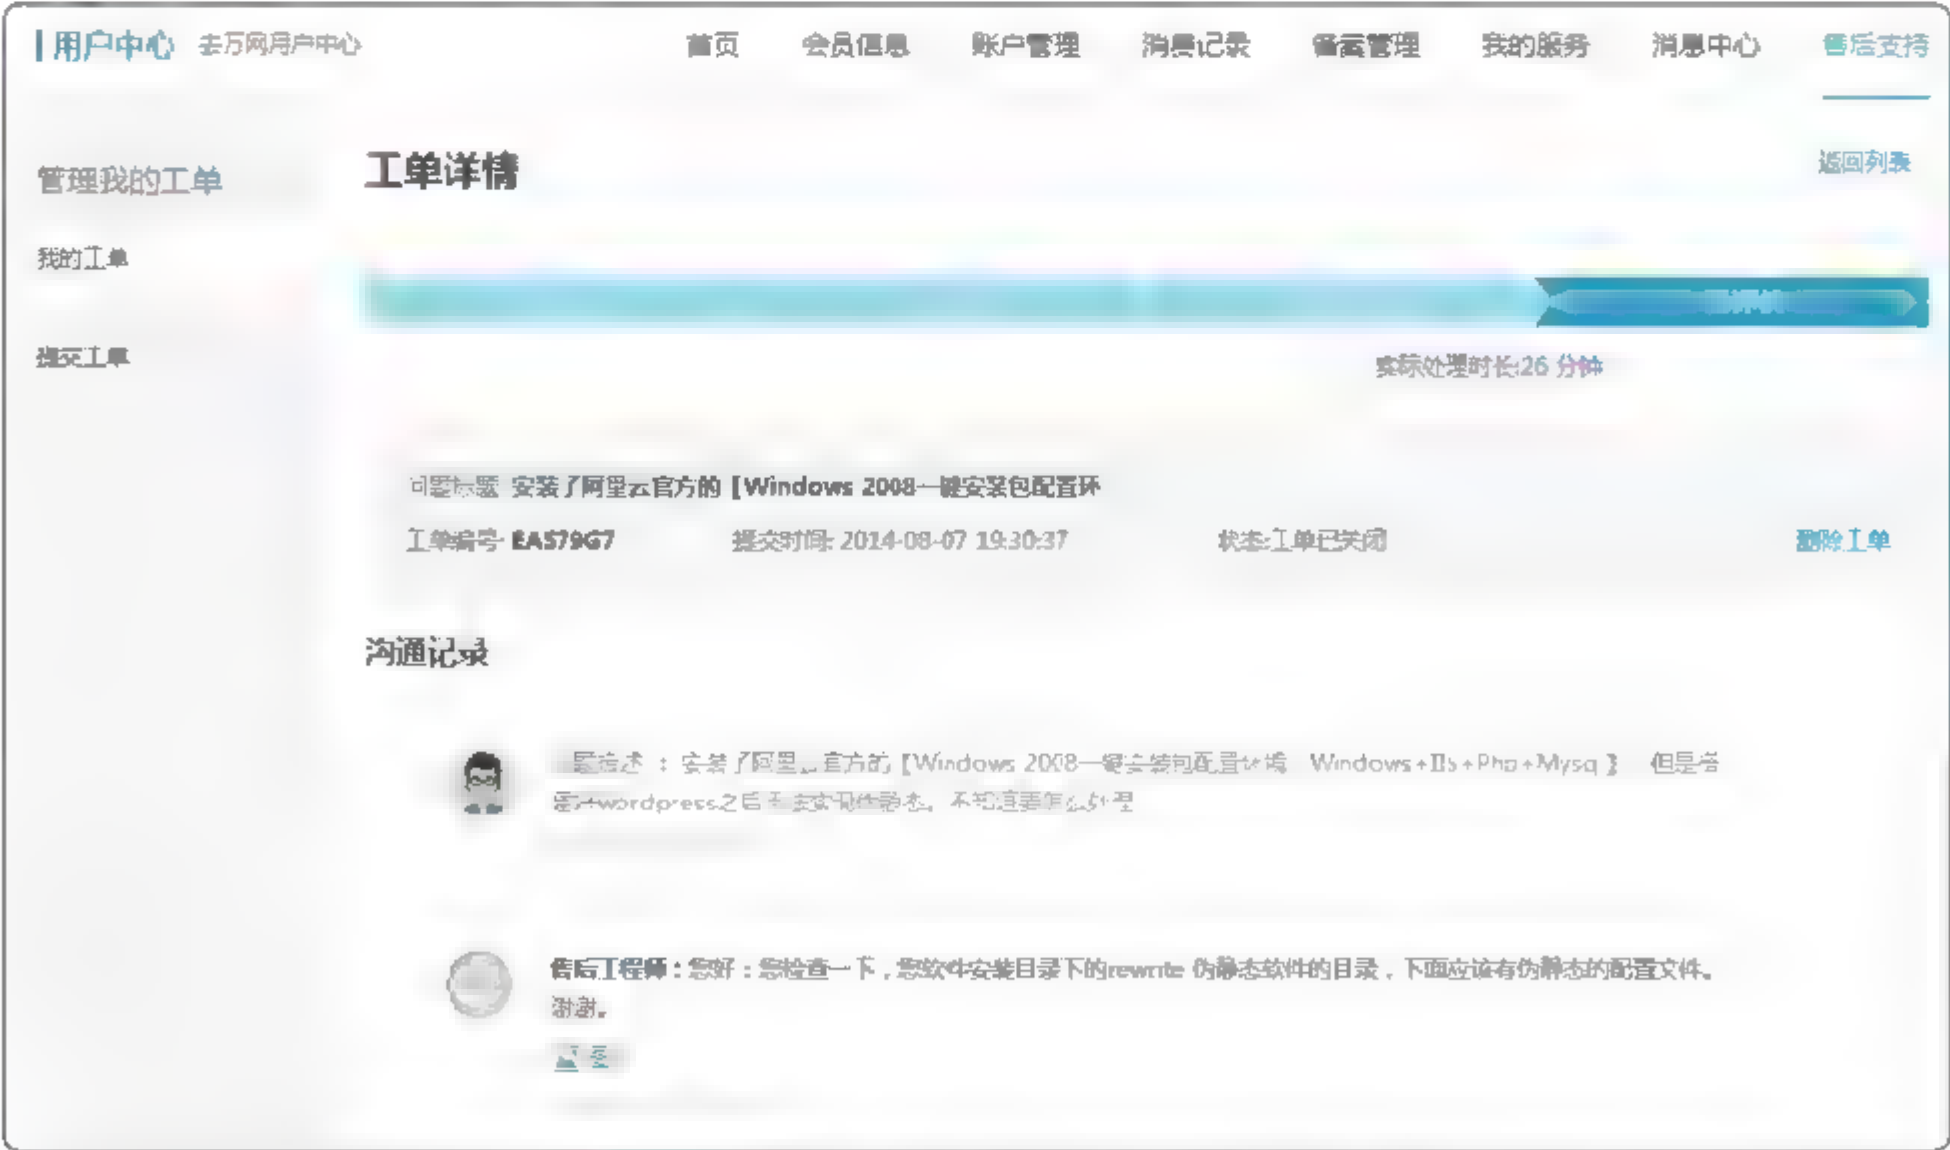 用户中心 去万网用户中心 首页 会员信息 账户管理 消费记录 备案管理 我的服务 消息中心 售后支持
管理我的工单
工单详情
返回列表
我的工单
提交工单
实际处理时长:26 分钟
问题标题: 安装了阿里云官方的【Windows 2008一键安装包配置环
工单编号: EAS79G7 提交时间: 2014-08-07 19:30:37 状态:工单已关闭 删除工单
沟通记录
题描述 : 安装了阿里云官方的【Windows 2008一键安装包配置环境 Windows+IIs+Php+Mysq】 但是搭
wordpress之后无法实现伪静态。不知道要怎么处理
售后工程师 : 您好 : 您检查一下 , 您软件安装目录下的rewrite 伪静态软件的目录 , 下面应该有伪静态的配置文件。
谢谢。